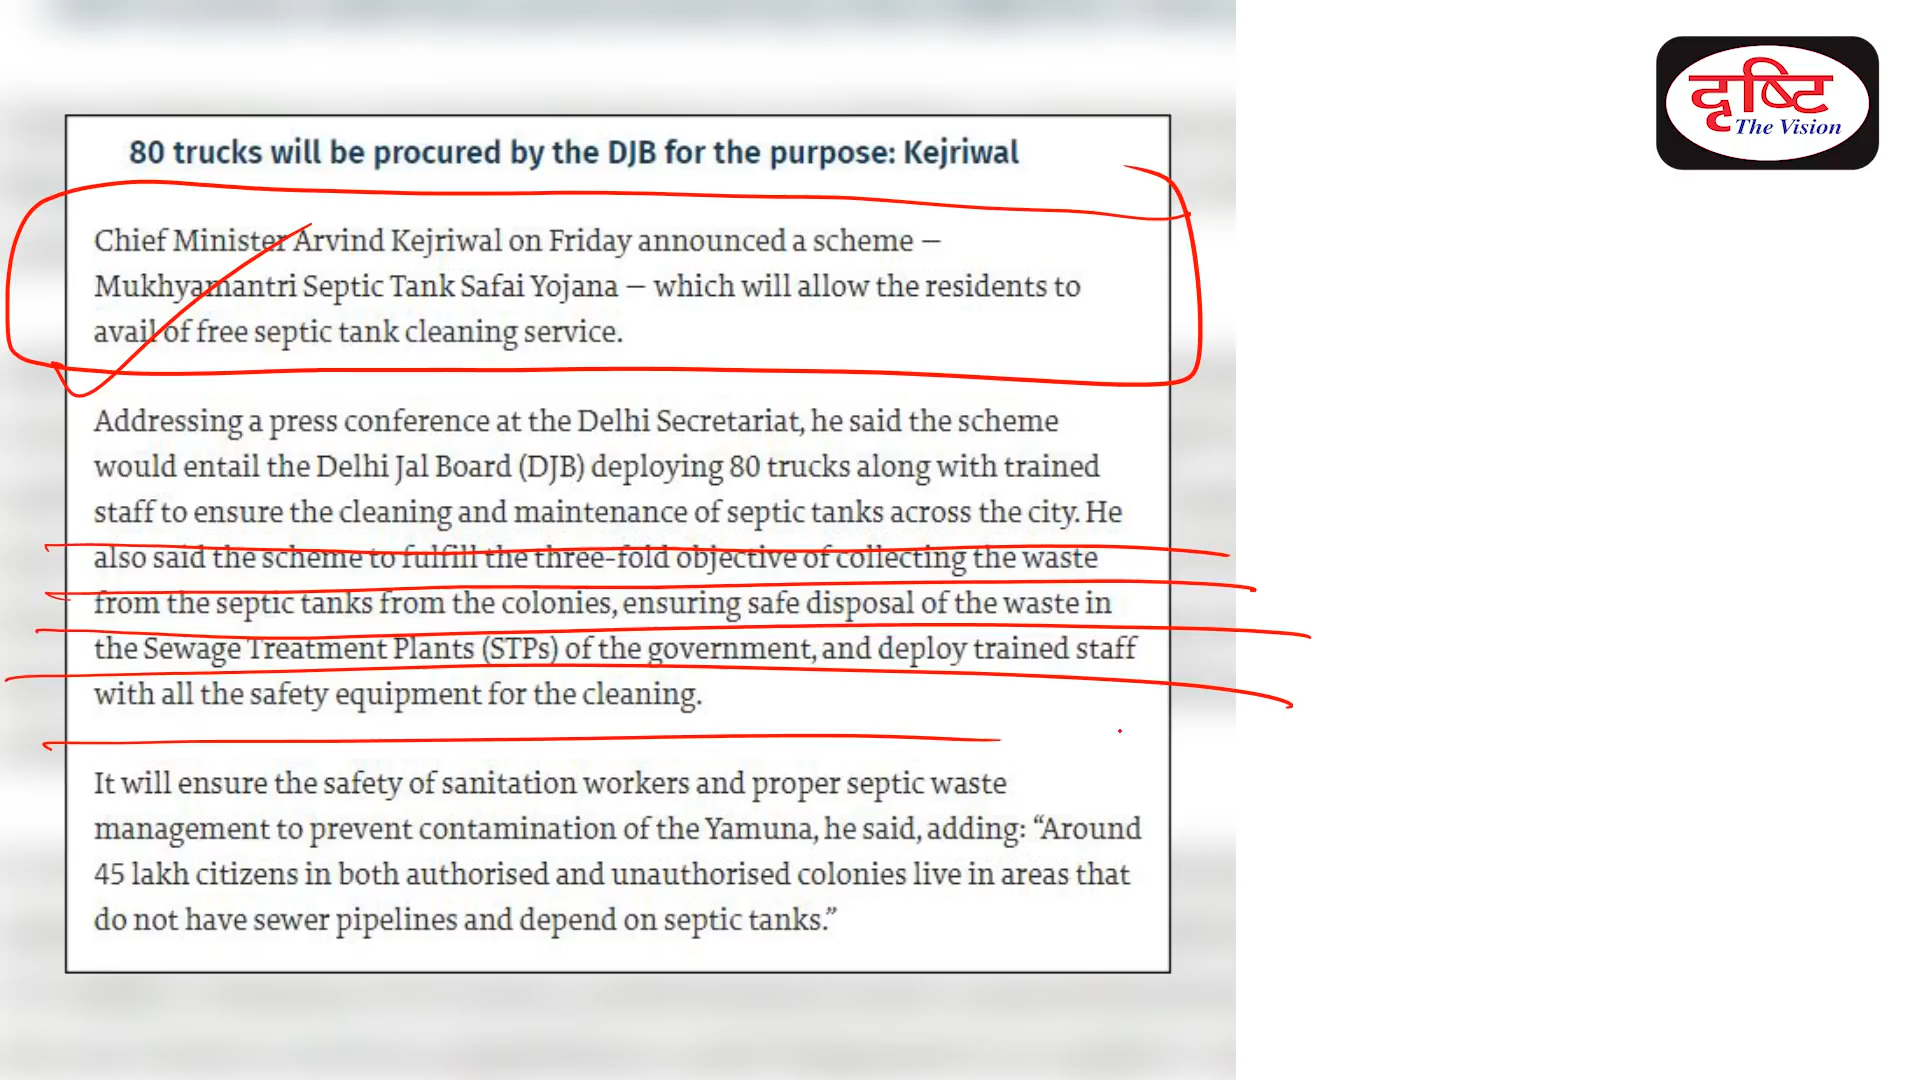 दृष्टि
The Vision
80 trucks will be procured by the DJB for the purpose: Kejriwal
Chief Minister Arvind Kejriwal on Friday announced a scheme —
Mukhyamantri Septic Tank Safai Yojana — which will allow the residents to
avail of free septic tank cleaning service.
Addressing a press conference at the Delhi Secretariat, he said the scheme
would entail the Delhi Jal Board (DJB) deploying 80 trucks along with trained
staff to ensure the cleaning and maintenance of septic tanks across the city. He
also said the scheme to fulfill the three-fold objective of collecting the waste
from the septic tanks from the colonies, ensuring safe disposal of the waste in
the Sewage Treatment Plants (STPs) of the government, and deploy trained staff
with all the safety equipment for the cleaning.
It will ensure the safety of sanitation workers and proper septic waste
management to prevent contamination of the Yamuna, he said, adding: “Around
45 lakh citizens in both authorised and unauthorised colonies live in areas that
do not have sewer pipelines and depend on septic tanks.”